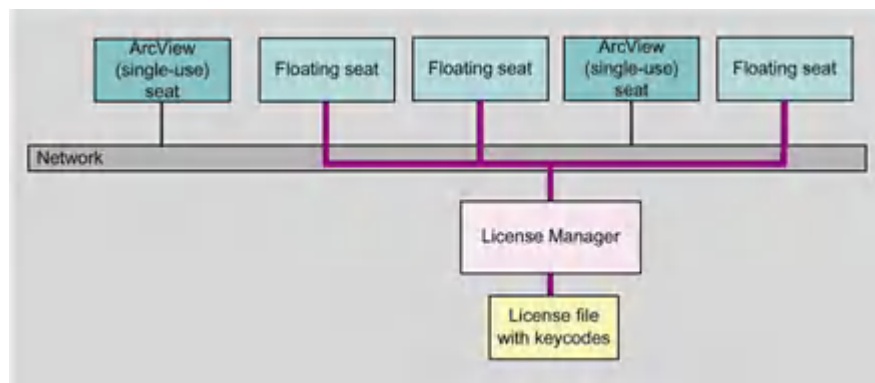 ArcView
(single-use)
seat
Floating seat
Floating seat
ArcView
(single-use)
seat
Floating seat
Network
License Manager
License file
with keycodes